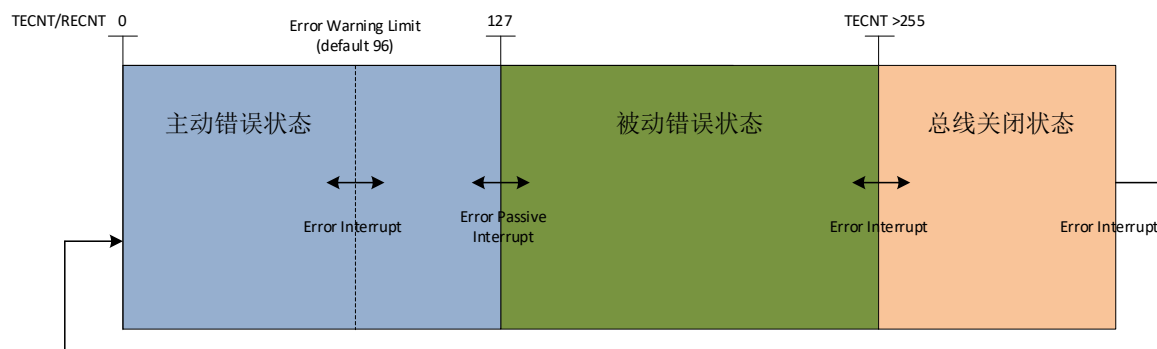 TECNT/RECNT 0
Error Warning Limit
(default 96)
127
TECNT >255
主动错误状态
被动错误状态
总线关闭状态
Error Interrupt
Error Passive
Interrupt
Error Interrupt
Error Interrupt